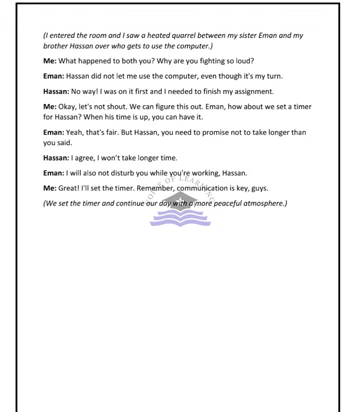 (I entered the room and I saw a heated quarrel between my sister Eman and my
brother Hassan over who gets to use the computer.)
Me: What happened to both you? Why are you fighting so loud?
Eman: Hassan did not let me use the computer, even though it's my turn.
Hassan: No way! I was on it first and I needed to finish my assignment.
Me: Okay, let's not shout. We can figure this out. Eman, how about we set a timer
for Hassan? When his time is up, you can have it.
Eman: Yeah, that's fair. But Hassan, you need to promise not to take longer than
you said.
Hassan: I agree, I won't take longer time.
Eman: I will also not disturb you while you're working, Hassan.
Me: Great! I'll set the timer. Remember, communication is key, guys.
(We set the timer and continue our day with a more peaceful atmosphere.)
OF LEARNING